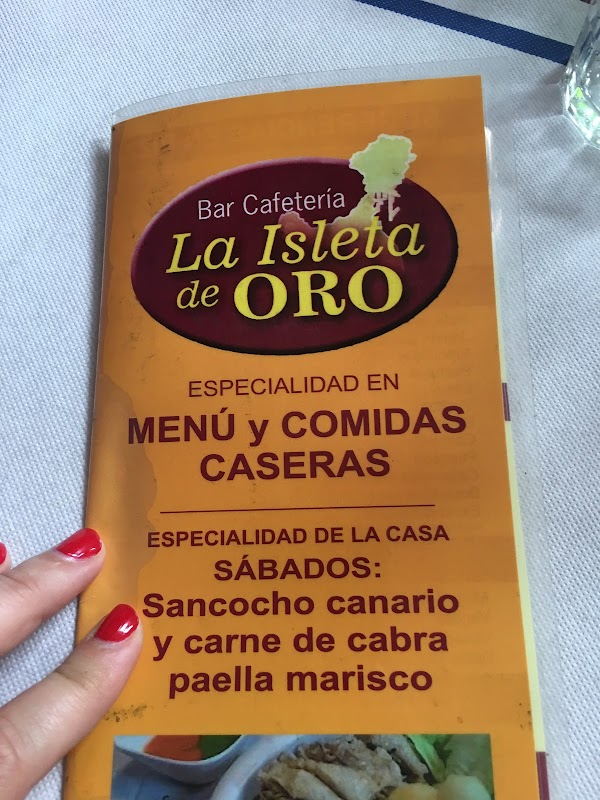 Bar Cafetería
La Isleta
de ORO
ESPECIALIDAD EN
MENÚ y COMIDAS
CASERAS
ESPECIALIDAD DE LA CASA
SÁBADOS:
Sancocho canario
y carne de cabra
paella marisco